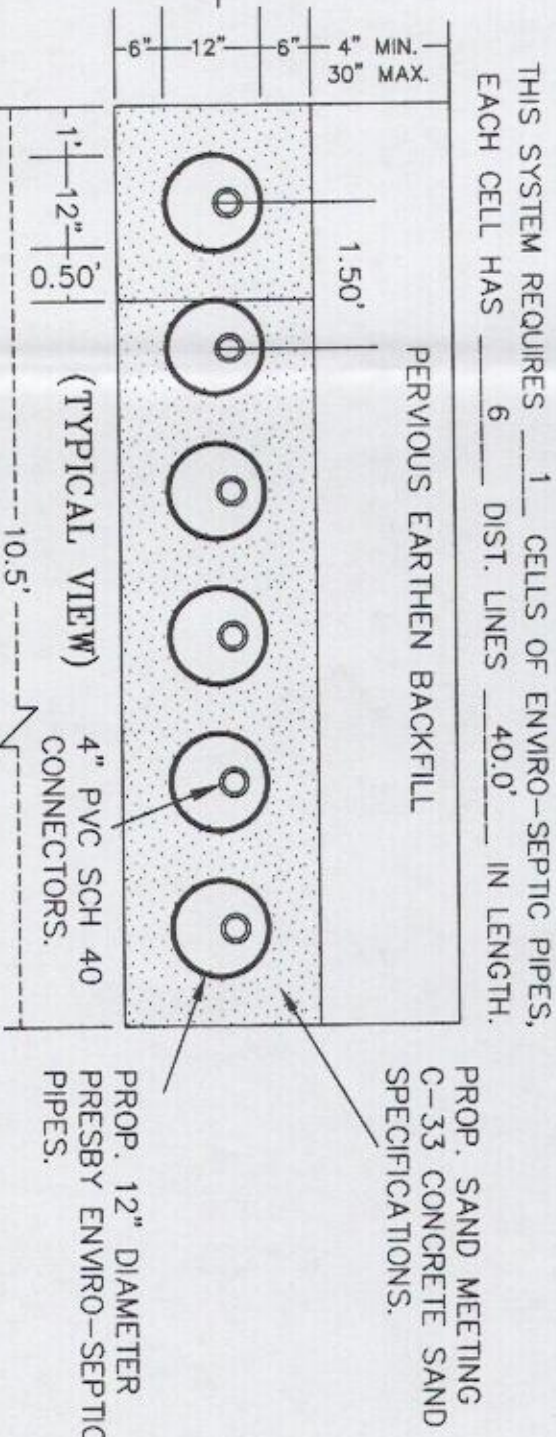 THIS SYSTEM REQUIRES 1 CELLS OF ENVIRO-SEPTIC PIPES,
EACH CELL HAS 6 DIST. LINES 40.0' IN LENGTH.
4" MIN.
30" MAX.
6"
12"
6"
PERVIOUS EARTHEN BACKFILL
1.50'
PROP. SAND MEETING
C-33 CONCRETE SAND
SPECIFICATIONS.
1'
12"
0.50'
(TYPICAL VIEW)
4" PVC SCH 40
CONNECTORS.
PROP. 12" DIAMETER
PRESBY ENVIRO-SEPTIC
PIPES.
10.5'